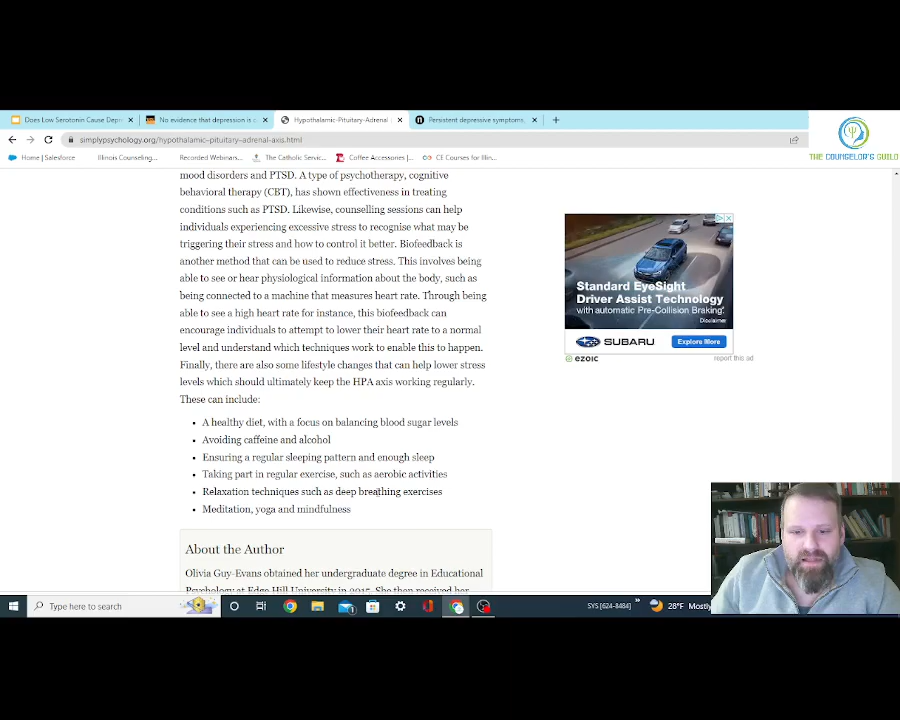 Does Low Serotonin Cause Depr
No evidence that depression is c
Hypothalamic-Pituitary-Adrenal
Persistent depressive symptoms,
simplypsychology.org/hypothalamic-pituitary-adrenal-axis.html
Home | Salesforce
Illinois Counseling...
Recorded Webinars...
The Catholic Servic...
Coffee Accessories |...
CE Courses for Illin...
THE COUNSELOR'S GUILD
mood disorders and PTSD. A type of psychotherapy, cognitive
behavioral therapy (CBT), has shown effectiveness in treating
conditions such as PTSD. Likewise, counselling sessions can help
individuals experiencing excessive stress to recognise what may be
triggering their stress and how to control it better. Biofeedback is
another method that can be used to reduce stress. This involves being
able to see or hear physiological information about the body, such as
being connected to a machine that measures heart rate. Through being
able to see a high heart rate for instance, this biofeedback can
encourage individuals to attempt to lower their heart rate to a normal
level and understand which techniques work to enable this to happen.
Finally, there are also some lifestyle changes that can help lower stress
levels which should ultimately keep the HPA axis working regularly.
These can include:
• A healthy diet, with a focus on balancing blood sugar levels
• Avoiding caffeine and alcohol
• Ensuring a regular sleeping pattern and enough sleep
• Taking part in regular exercise, such as aerobic activities
• Relaxation techniques such as deep breathing exercises
• Meditation, yoga and mindfulness
About the Author
Olivia Guy-Evans obtained her undergraduate degree in Educational
Psychology at Edge Hill University in 2015. She then received her
Standard EyeSight
Driver Assist Technology
with automatic Pre-Collision Braking.
Disclaimer
SUBARU
Explore More
ezoic
report this ad
Type here to search
SYS [624-8484]
28°F Mostly